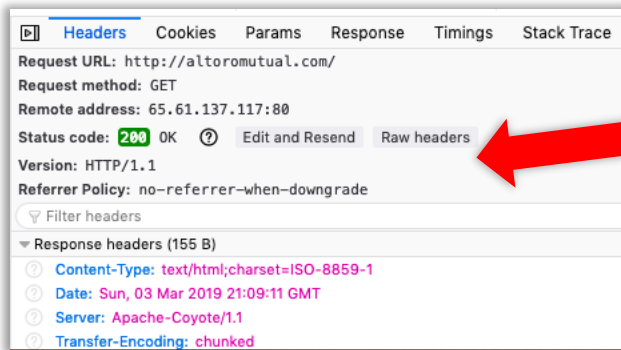 Headers Cookies Params Response Timings Stack Trace
Request URL: http://altoromutual.com/
Request method: GET
Remote address: 65.61.137.117:80
Status code: 200 OK ? Edit and Resend Raw headers
Version: HTTP/1.1
Referrer Policy: no-referrer-when-downgrade
Filter headers
Response headers (155 B)
? Content-Type: text/html;charset=ISO-8859-1
? Date: Sun, 03 Mar 2019 21:09:11 GMT
? Server: Apache-Coyote/1.1
? Transfer-Encoding: chunked